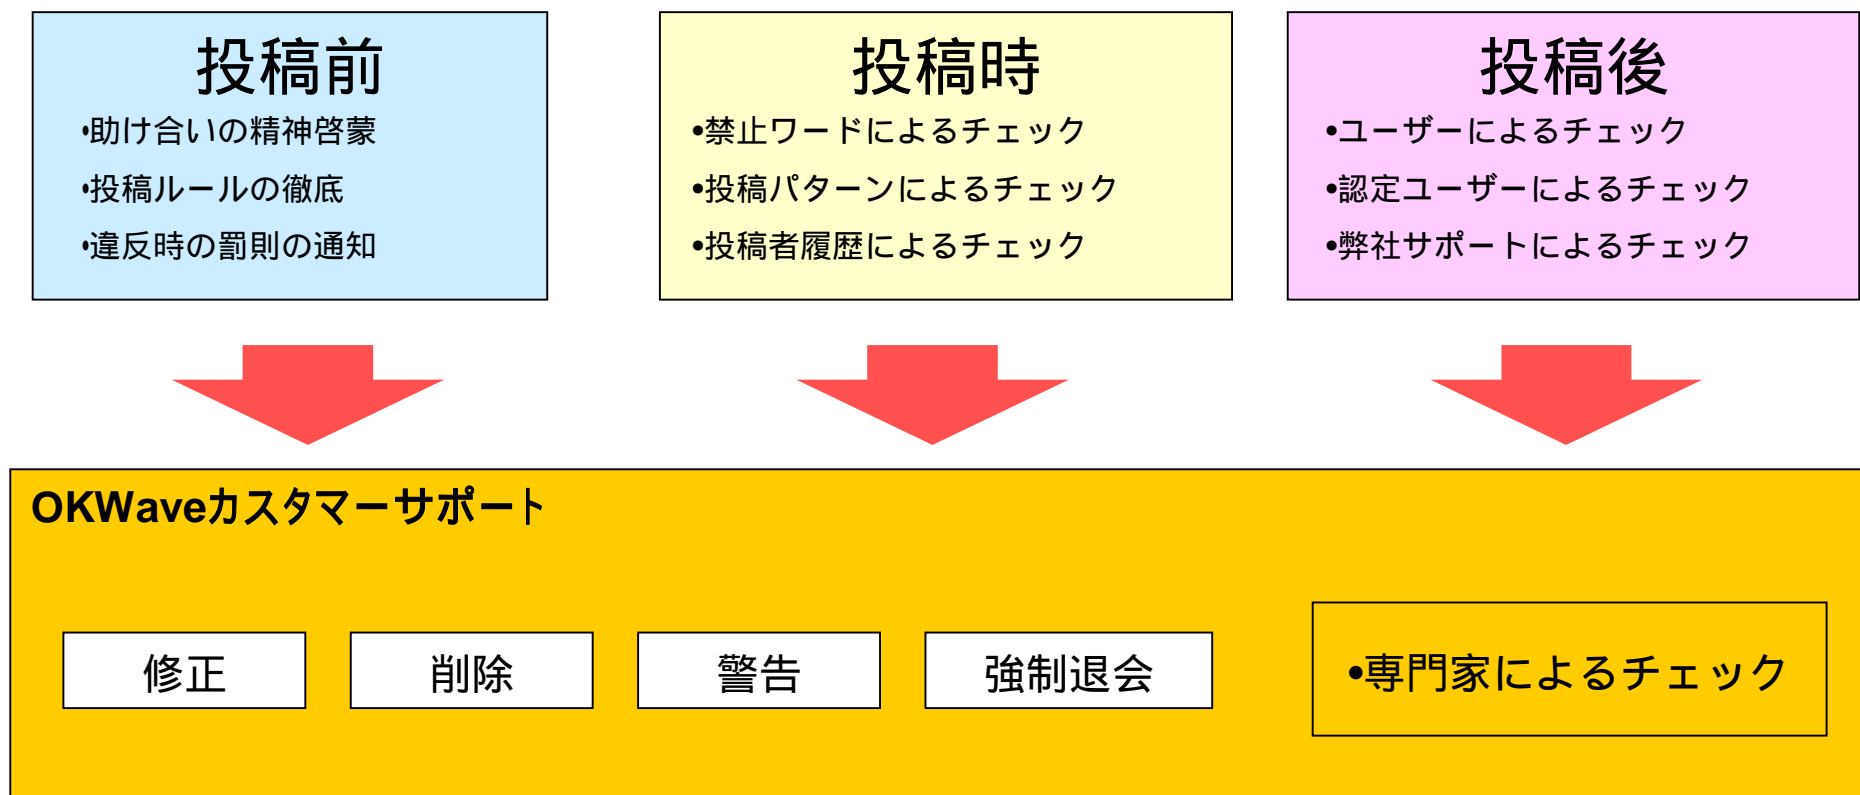 投稿前
•助け合いの精神啓蒙
•投稿ルールの徹底
•違反時の罰則の通知
投稿時
•禁止ワードによるチェック
•投稿パターンによるチェック
•投稿者履歴によるチェック
投稿後
•ユーザーによるチェック
•認定ユーザーによるチェック
•弊社サポートによるチェック
OKWaveカスタマーサポート
修正
削除
警告
強制退会
•専門家によるチェック